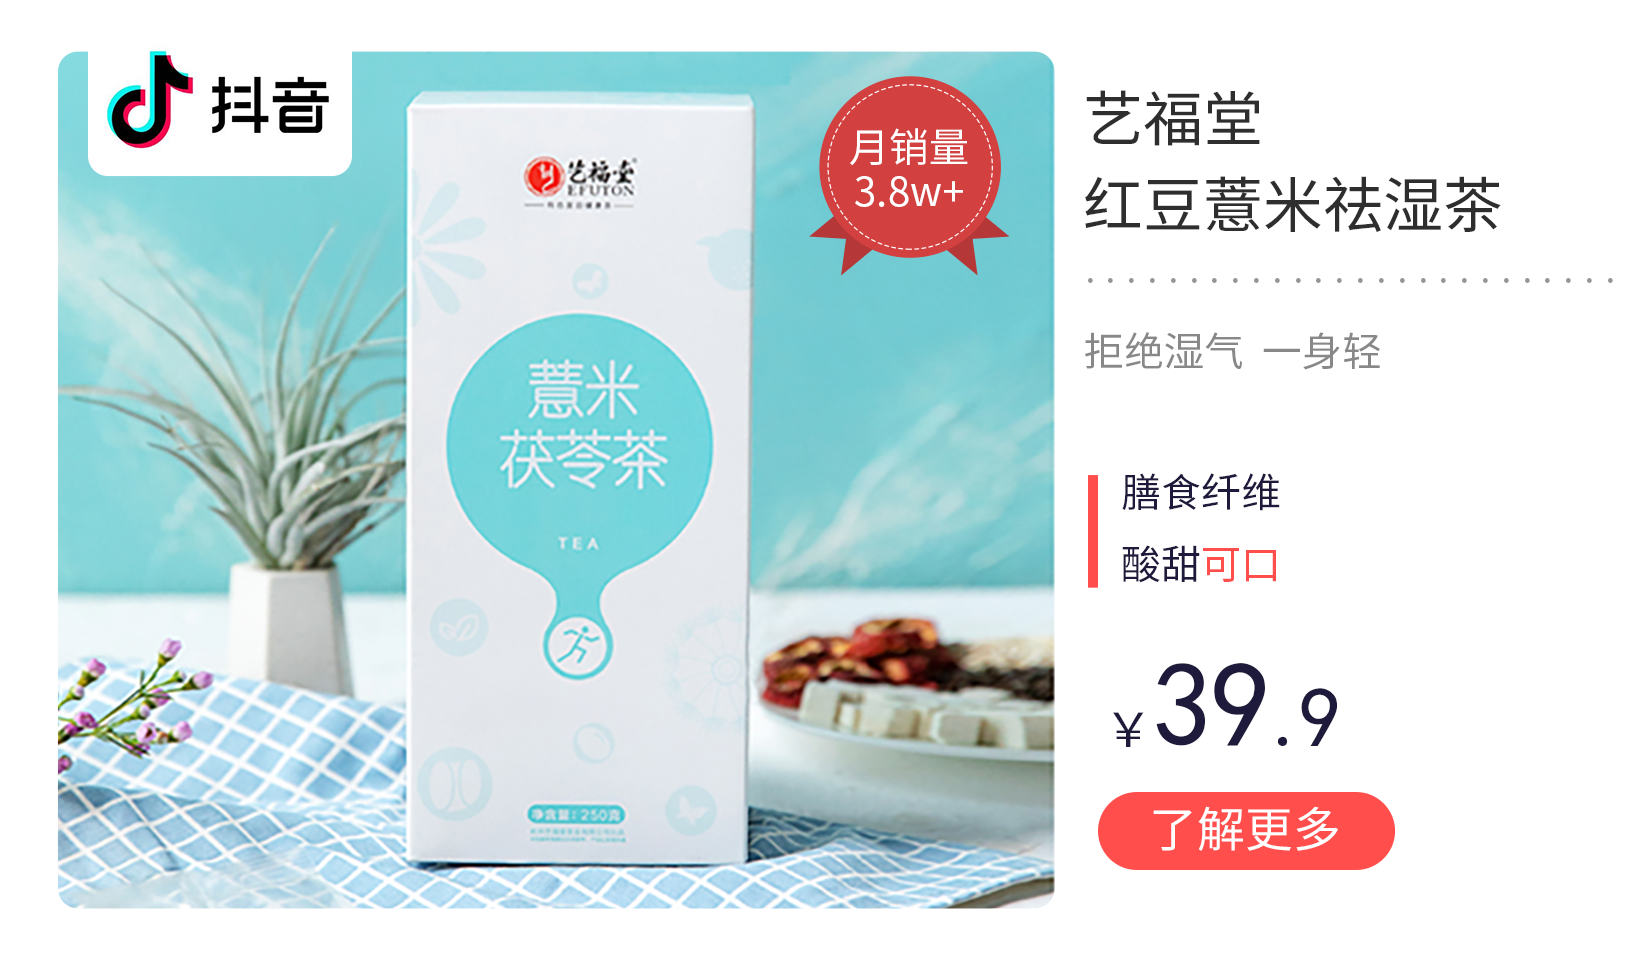 抖音
艺福堂
EFUTON
薏米
茯苓茶
TEA
净含量：250克
月销量
3.8w+
艺福堂
红豆薏米祛湿茶
拒绝湿气 一身轻
膳食纤维
酸甜可口
¥39.9
了解更多